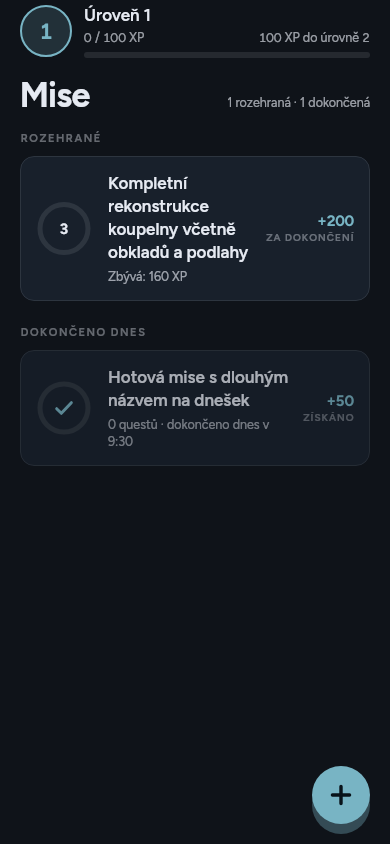 1
Úroveň 1
0 / 100 XP
100 XP do úrovně 2
Mise
1 rozehraná · 1 dokončená
ROZEHRANÉ
3
Kompletní
rekonstrukce
koupelny včetně
obkladů a podlahy
Zbývá: 160 XP
+200
ZA DOKONČENÍ
DOKONČENO DNES
Hotová mise s dlouhým
názvem na dnešek
0 questů · dokončeno dnes v
9:30
+50
ZÍSKÁNO